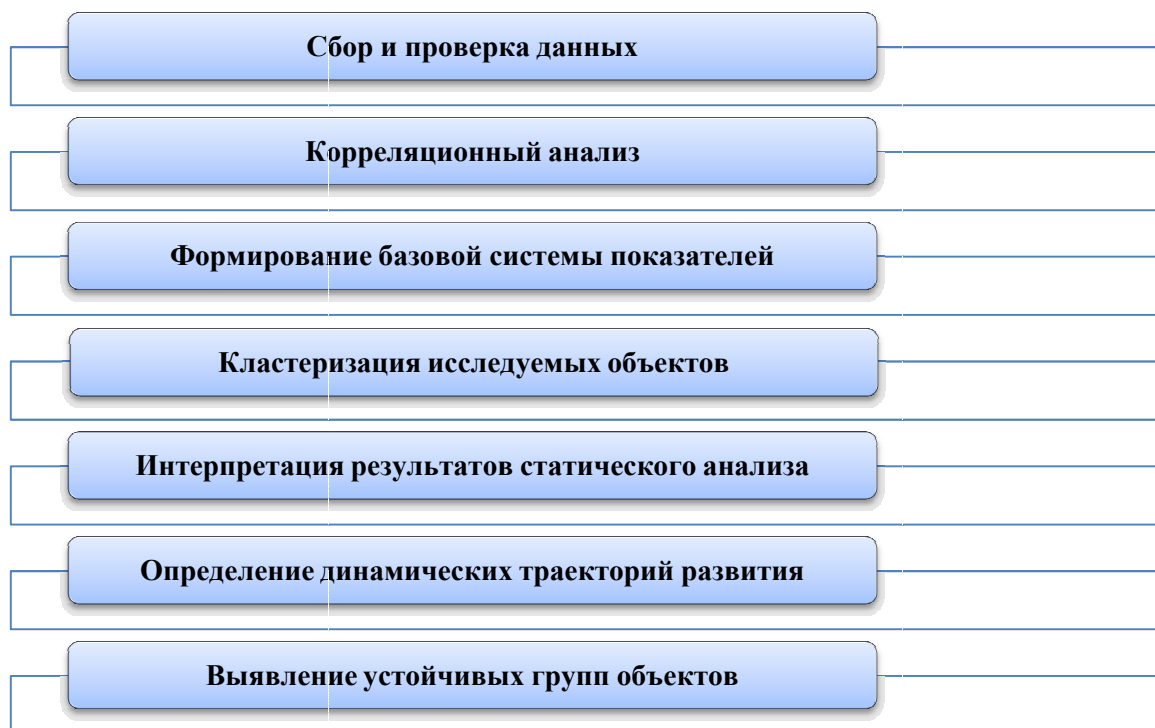 Сбор и проверка данных
Корреляционный анализ
Формирование базовой системы показателей
Кластеризация исследуемых объектов
Интерпретация результатов статического анализа
Определение динамических траекторий развития
Выявление устойчивых групп объектов